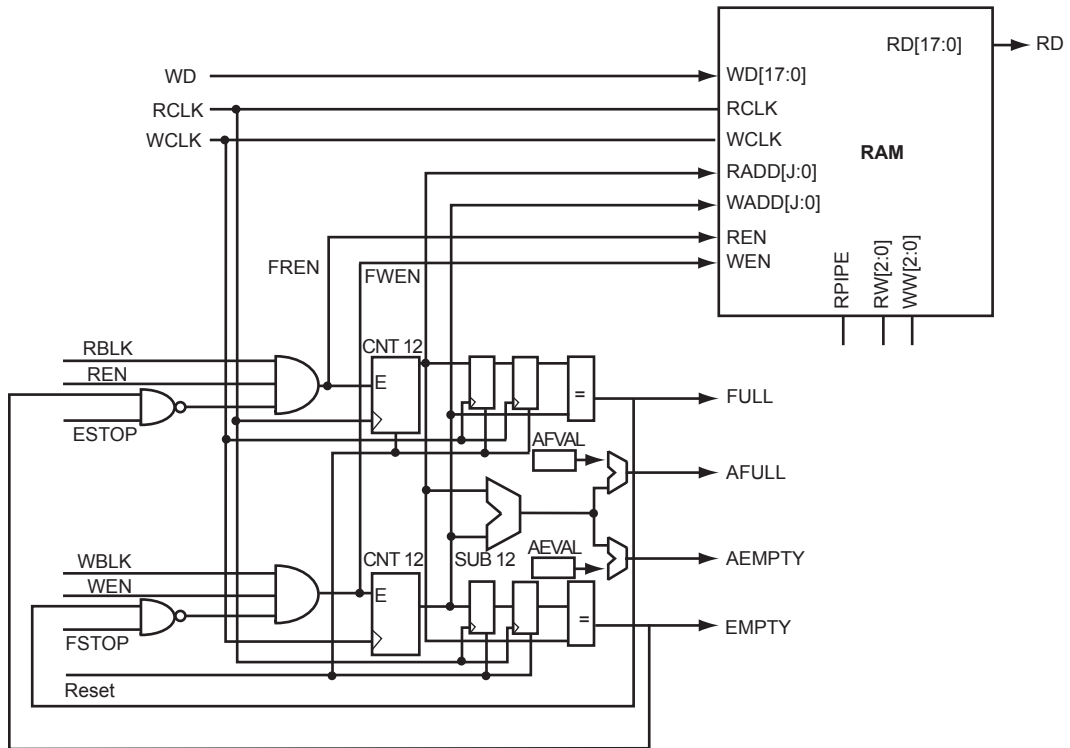 RD[17:0]
RD
WD
WD[17:0]
RCLK
RCLK
WCLK
WCLK
RAM
RADD[J:0]
WADD[J:0]
REN
FREN
FWEN
WEN
RPIPE
RW[2:0]
WW[2:0]
RBLK
CNT 12
REN
E
=
FULL
ESTOP
AFVAL
AFULL
WBLK
CNT 12
SUB 12
AEVAL
AEMPTY
WEN
E
=
EMPTY
FSTOP
Reset